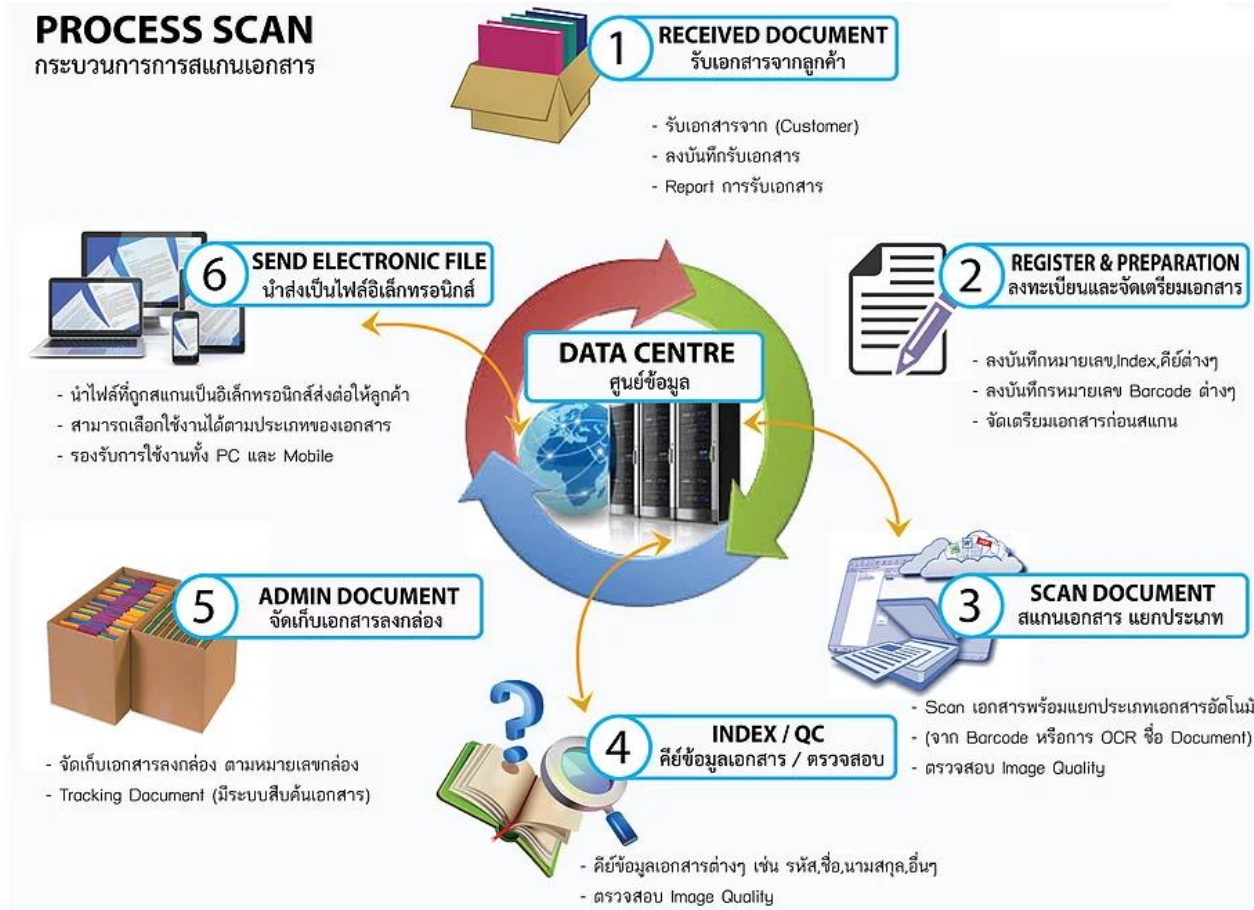 PROCESS SCAN
กระบวนการการสแกนเอกสาร
1
RECEIVED DOCUMENT
รับเอกสารจากลูกค้า
- รับเอกสารจาก (Customer)
- ลงบันทึกรับเอกสาร
- Report การรับเอกสาร
2
REGISTER & PREPARATION
ลงทะเบียนและจัดเตรียมเอกสาร
- ลงบันทึกหมายเลข,Index,คีย์ต่างๆ
- ลงบันทึกรหมายเลข Barcode ต่างๆ
- จัดเตรียมเอกสารก่อนสแกน
DATA CENTRE
ศูนย์ข้อมูล
3
SCAN DOCUMENT
สแกนเอกสาร แยกประเภท
- Scan เอกสารพร้อมแยกประเภทเอกสารอัตโนมั
- (จาก Barcode หรือการ OCR ชื่อ Document)
- ตรวจสอบ Image Quality
4
INDEX / QC
คีย์ข้อมูลเอกสาร / ตรวจสอบ
- คีย์ข้อมูลเอกสารต่างๆ เช่น รหัส,ชื่อ,นามสกุล,อื่นๆ
- ตรวจสอบ Image Quality
5
ADMIN DOCUMENT
จัดเก็บเอกสารลงกล่อง
- จัดเก็บเอกสารลงกล่อง ตามหมายเลขกล่อง
- Tracking Document (มีระบบสืบค้นเอกสาร)
6
SEND ELECTRONIC FILE
นำส่งเป็นไฟล์อิเล็กทรอนิกส์
- นำไฟล์ที่ถูกสแกนเป็นอิเล็กทรอนิกส์ส่งต่อให้ลูกค้า
- สามารถเลือกใช้งานได้ตามประเภทของเอกสาร
- รองรับการใช้งานทั้ง PC และ Mobile